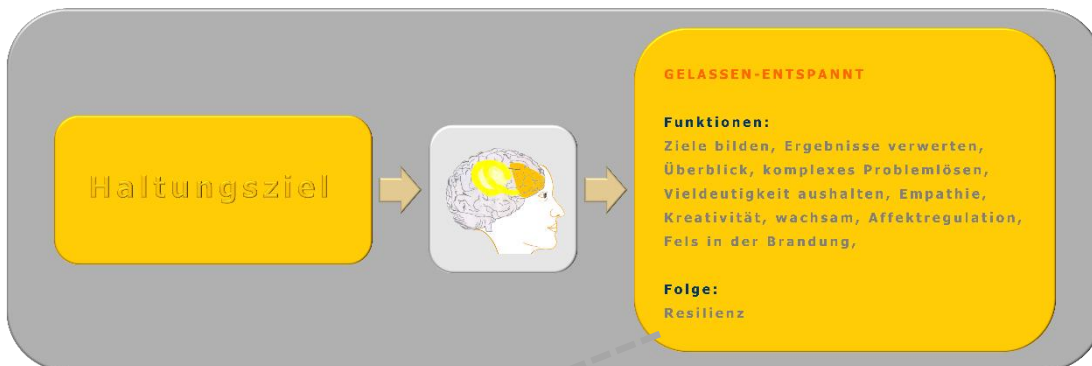 Haltungsziel
GELASSEN-ENTSPANNT
Funktionen:
Ziele bilden, Ergebnisse verwerten,
Überblick, komplexes Problemlösen,
Vieldeutigkeit aushalten, Empathie,
Kreativität, wachsam, Affektregulation,
Fels in der Brandung,
Folge:
Resilienz